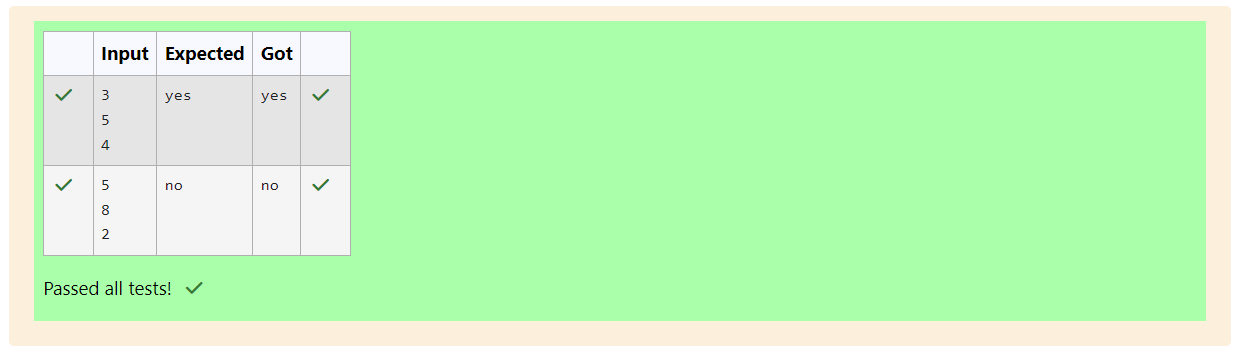 Input Expected Got
3 yes yes
5
4
5 no no
8
2
Passed all tests!